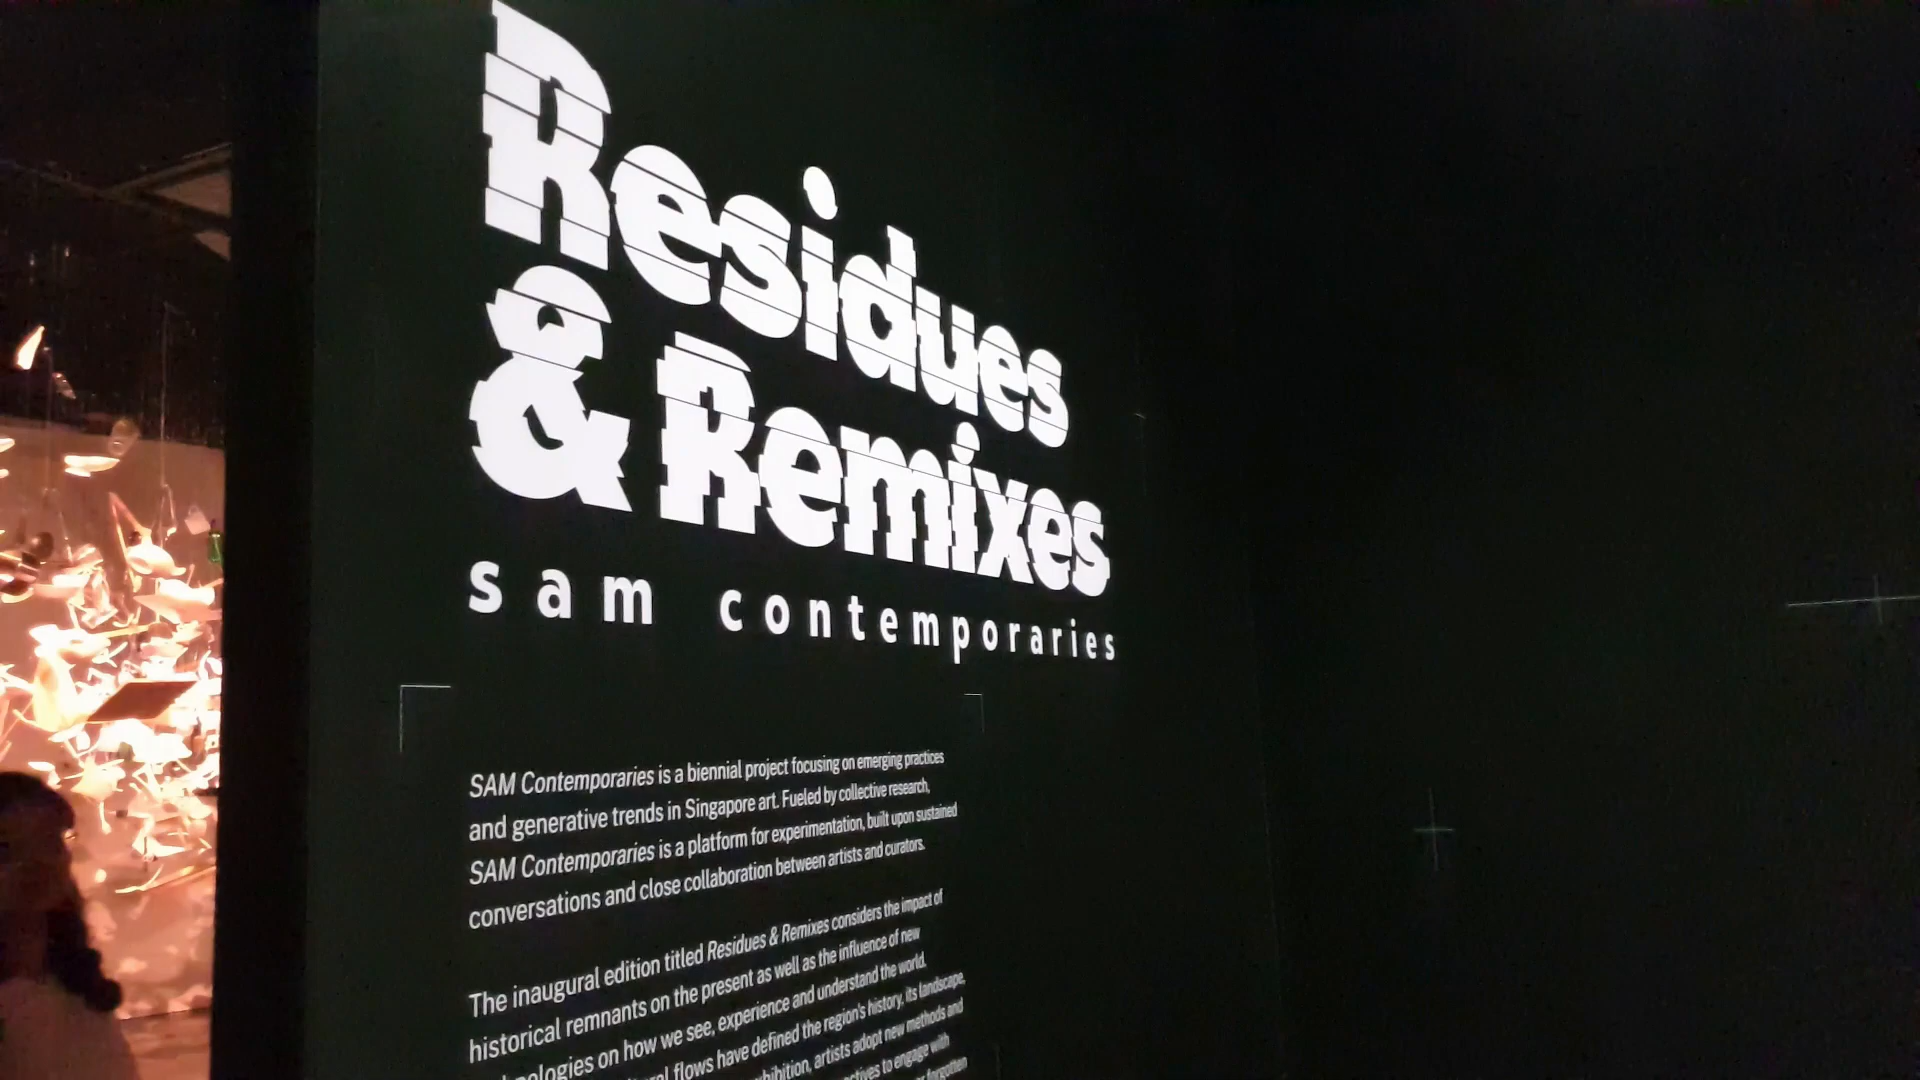 Residues
& Remixes
sam contemporaries
SAM Contemporaries is a biennial project focusing on emerging practices
and generative trends in Singapore art. Fueled by collective research,
SAM Contemporaries is a platform for experimentation, built upon sustained
conversations and close collaboration between artists and curators.
The inaugural edition titled Residues & Remixes considers the impact of
historical remnants on the present as well as the influence of new
nologies on how we see, experience and understand the world.
flows have defined the region's history, its landscape,
artists adopt new methods and
to engage with
forgotten